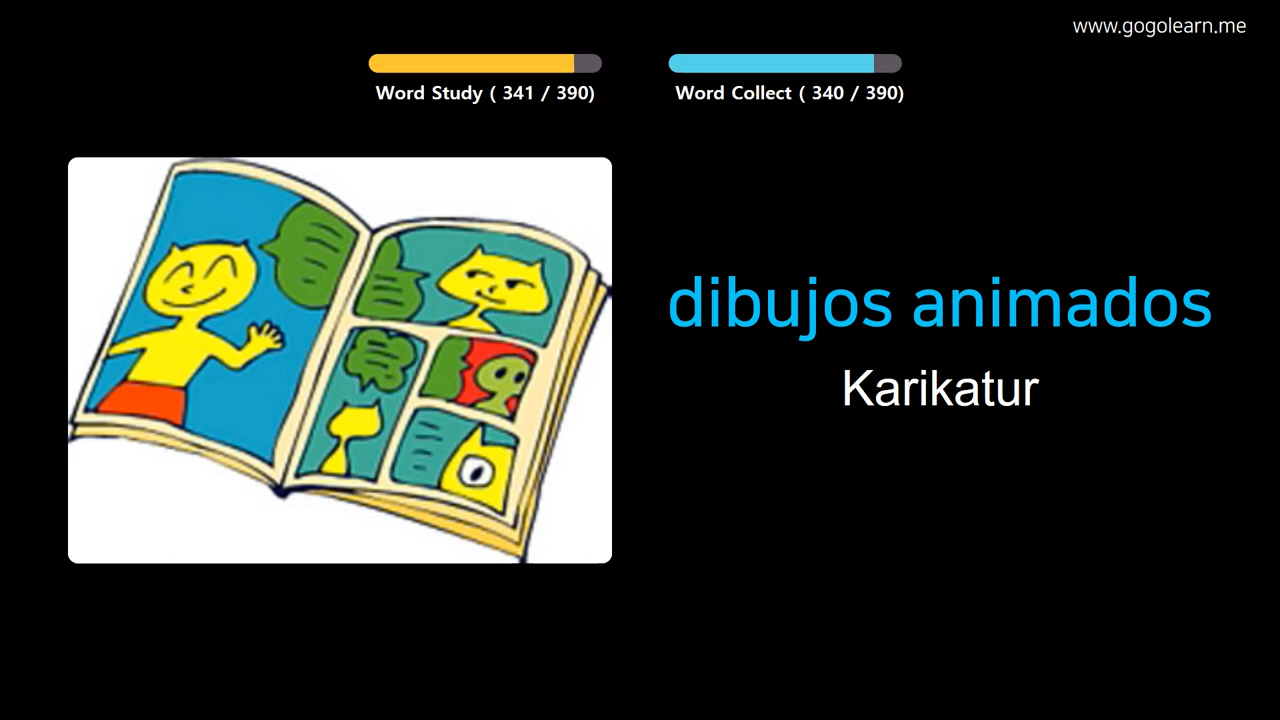 www.gogolearn.me
Word Study ( 341 / 390)
Word Collect ( 340 / 390)
dibujos animados
Karikatur